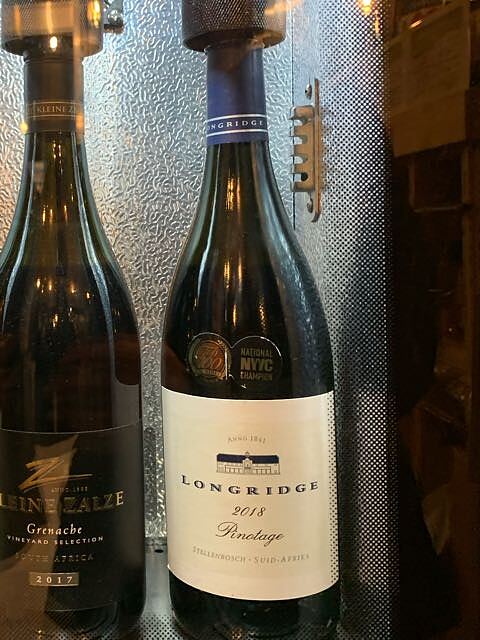 KLEINE Z
LEINE ZALZE
Grenache
VINEYARD SELECTION
SOUTH AFRICA
2017
LONGRIDGE
NATIONAL
NYYC
CHAMPION
ANNO 1841
LONGRIDGE
2018
Pinotage
STELLENBOSCH · SUID-AFRIKA